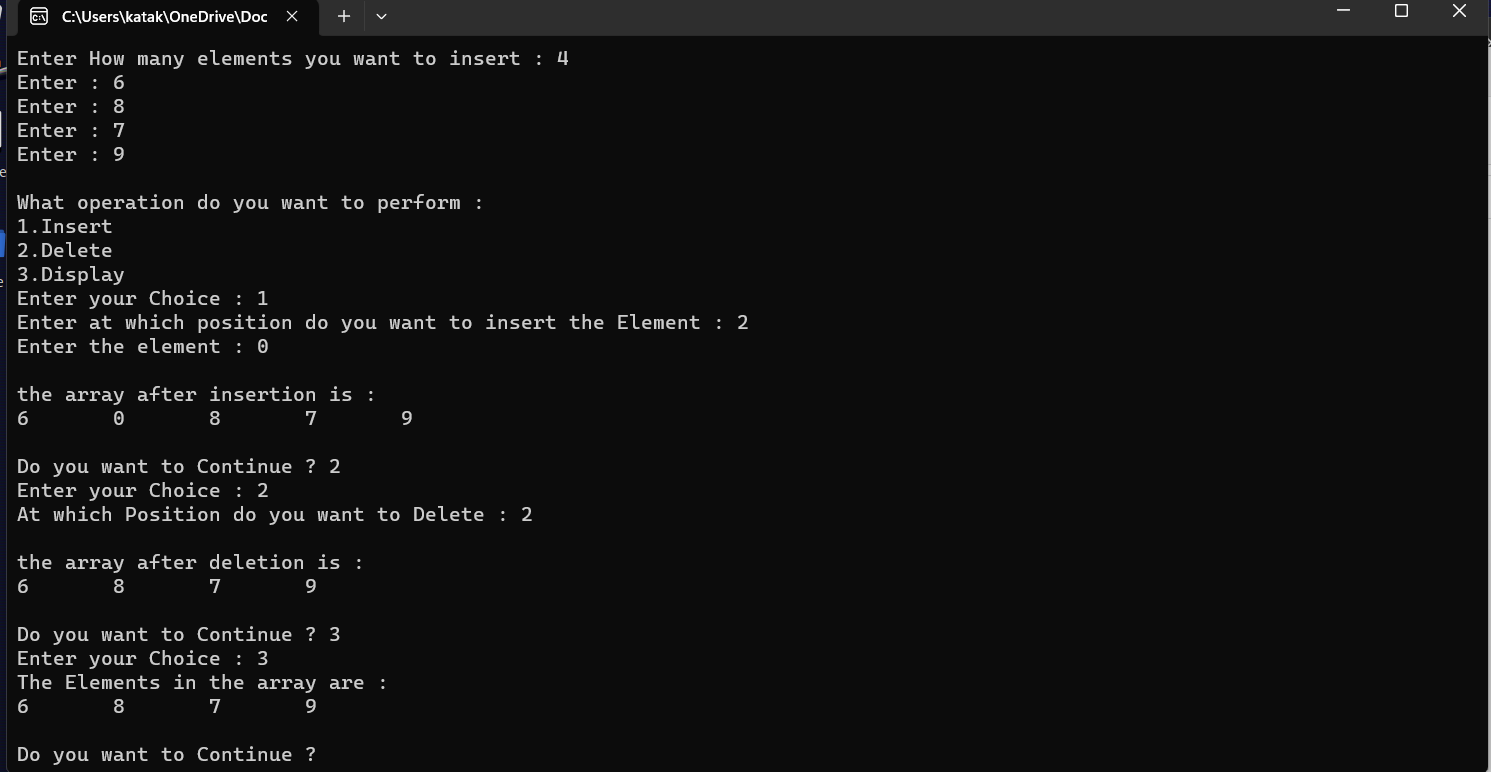 C:\Users\katak\OneDrive\Doc
Enter How many elements you want to insert : 4
Enter : 6
Enter : 8
Enter : 7
Enter : 9
What operation do you want to perform :
1.Insert
2.Delete
3.Display
Enter your Choice : 1
Enter at which position do you want to insert the Element : 2
Enter the element : 0
the array after insertion is :
6 0 8 7 9
Do you want to Continue ? 2
Enter your Choice : 2
At which Position do you want to Delete : 2
the array after deletion is :
6 8 7 9
Do you want to Continue ? 3
Enter your Choice : 3
The Elements in the array are :
6 8 7 9
Do you want to Continue ?